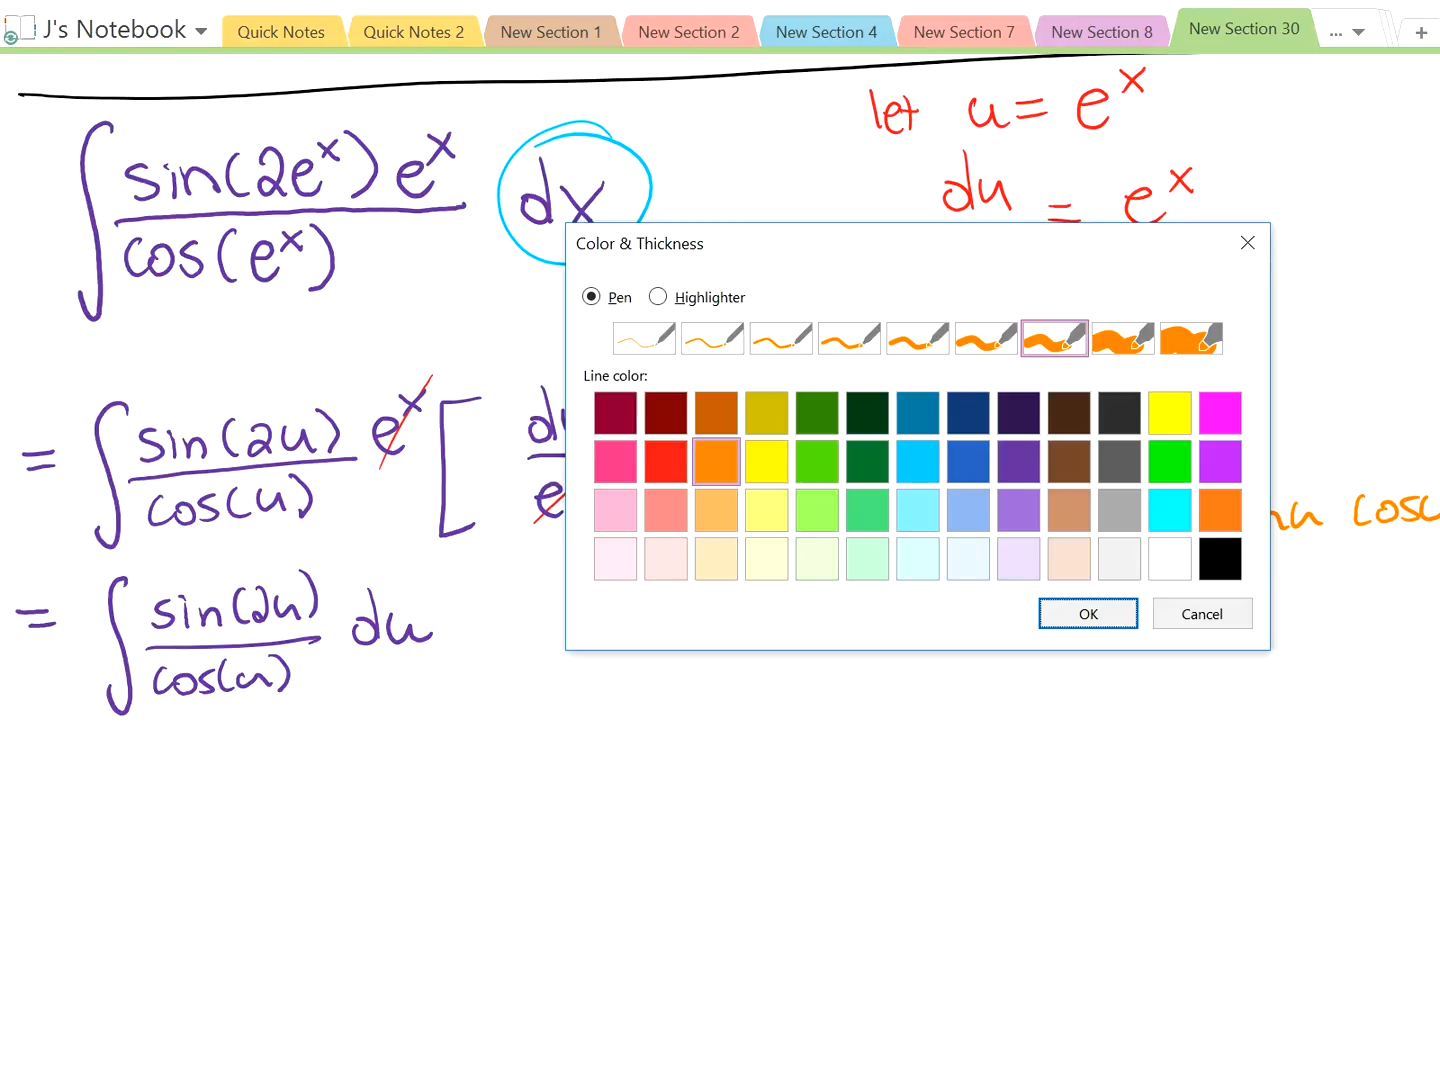 J's Notebook Quick Notes Quick Notes 2 New Section 1 New Section 2 New Section 4 New Section 7 New Section 8 New Section 30 ... +
let u = e^x
∫ sin(2e^x) e^x / cos(e^x) dx
du = e^x
Color & Thickness
Pen Highlighter
Line color:
= ∫ sin(2u) / cos(u) e^x [ du / e
cos
= ∫ sin(2u) / cos(u) du
OK Cancel